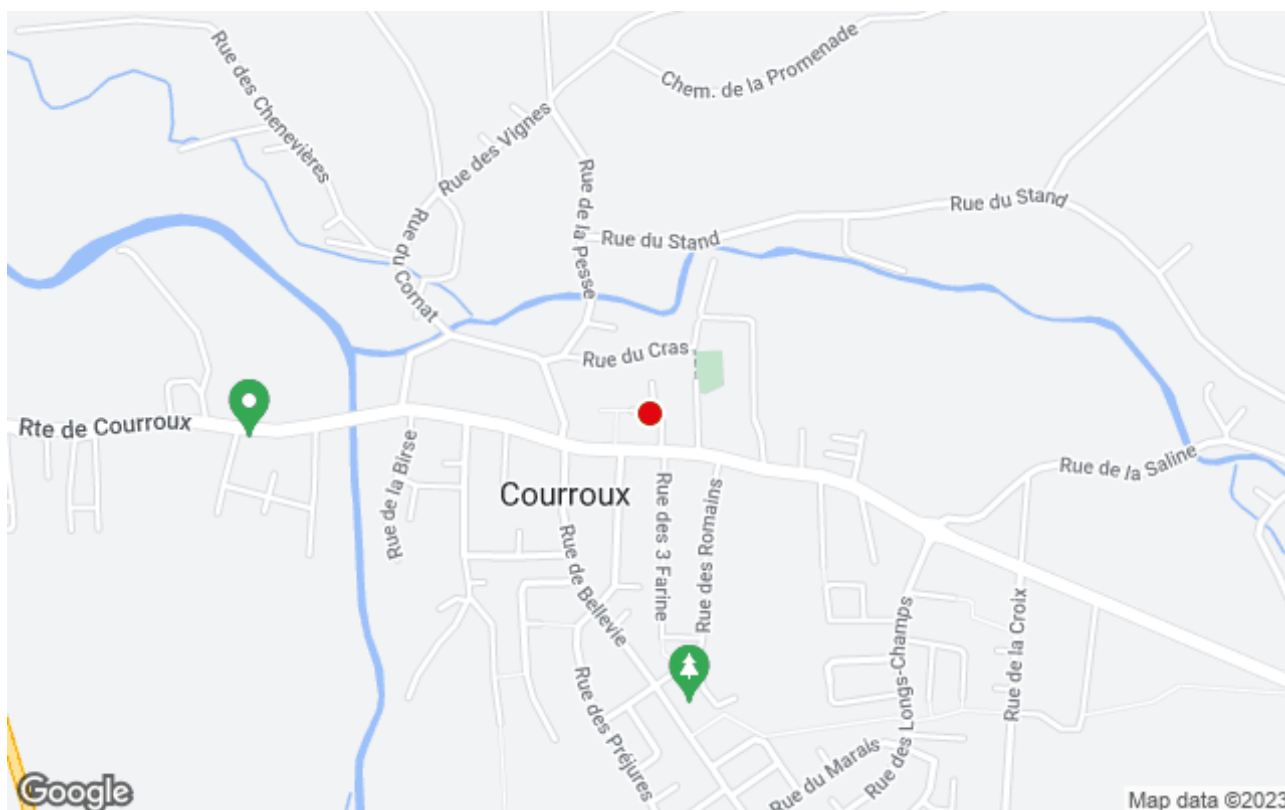 Rue des Chenevières
Chem. de la Promenade
Rue des Vignes
Rue de la Pesse
Rue du Stand
Rue du Stand
Rue du Cornat
Rue du Cras
Rte de Courroux
Rue de la Birse
Courroux
Rue des 3 Farine
Rue des Romains
Rue de la Saline
Rue de Bellevie
Rue des Longs-Champs
Rue de la Croix
Rue des Préjures
Rue du Marais
Google
Map data ©2023